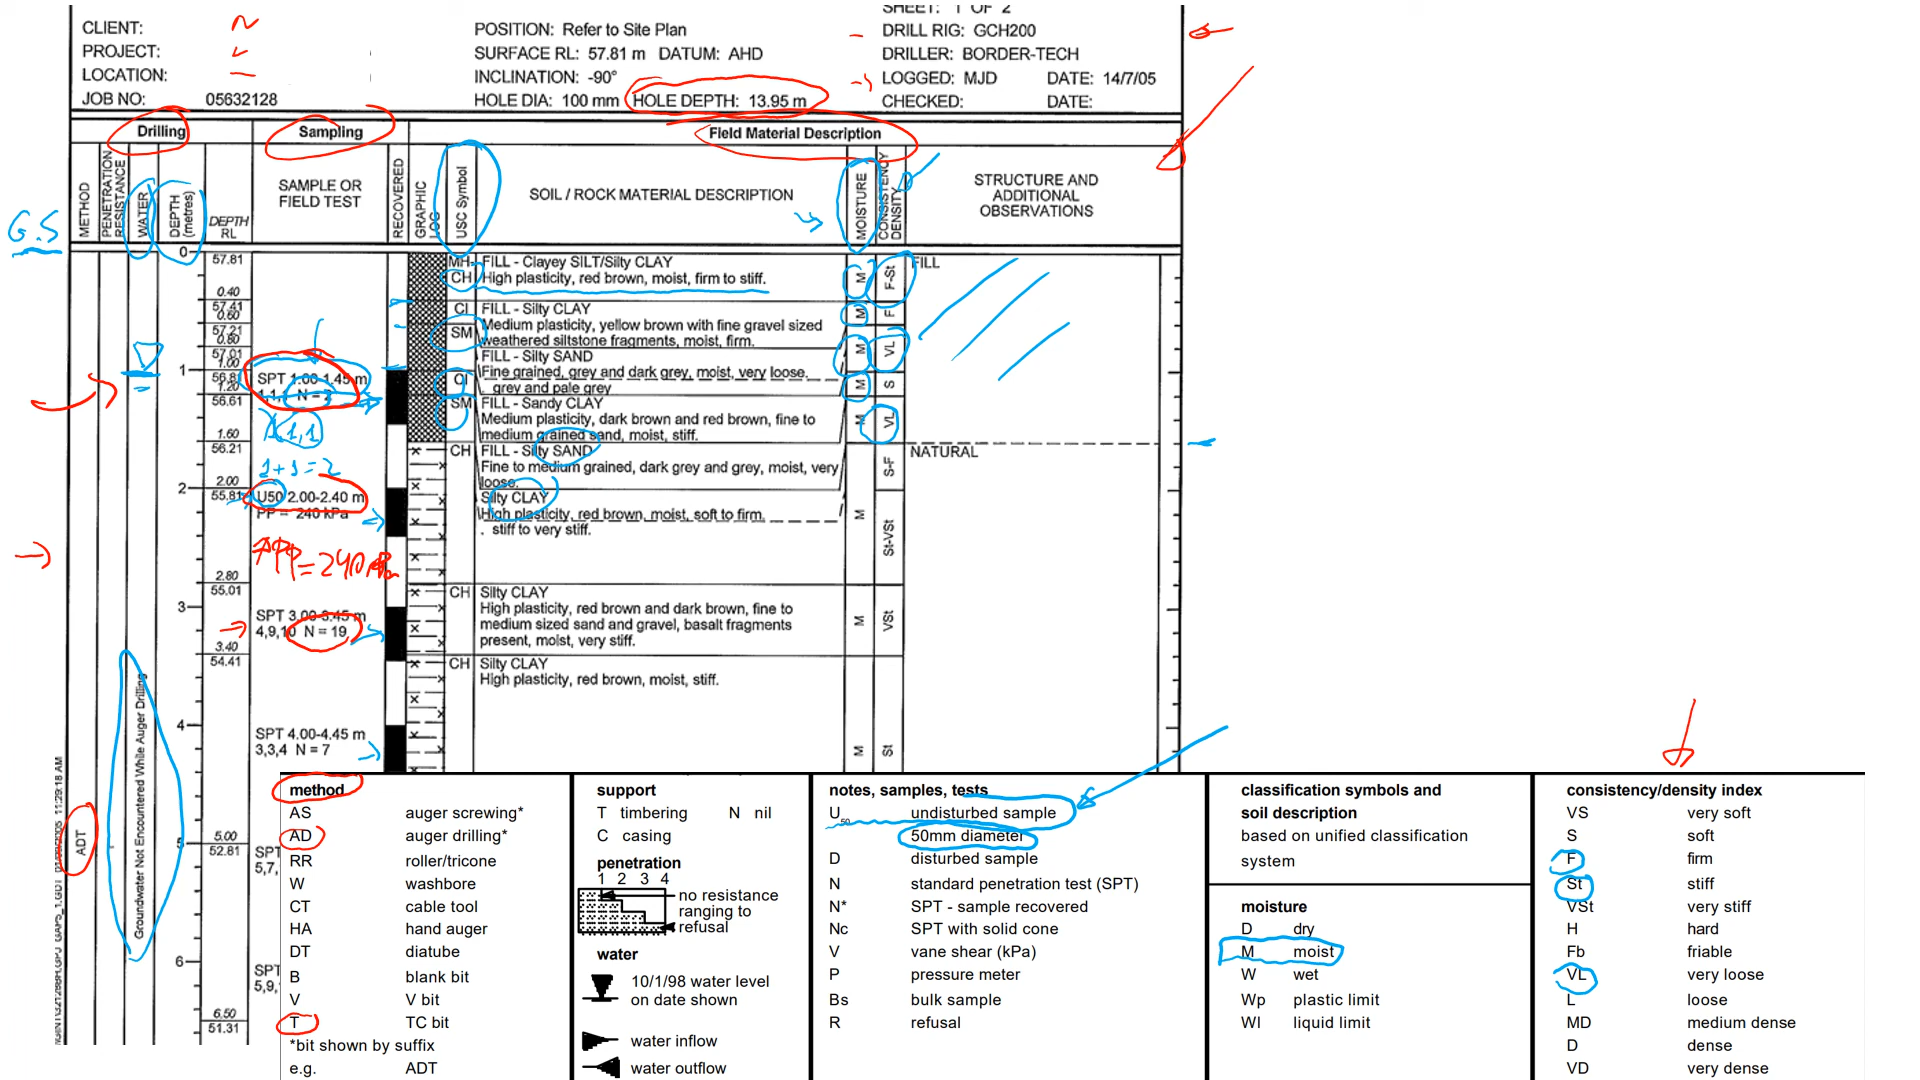 SHEET: 1 OF 2
CLIENT:
POSITION: Refer to Site Plan
DRILL RIG: GCH200
PROJECT:
SURFACE RL: 57.81 m DATUM: AHD
DRILLER: BORDER-TECH
LOCATION:
INCLINATION: -90°
LOGGED: MJD DATE: 14/7/05
JOB NO: 05632128
HOLE DIA: 100 mm HOLE DEPTH: 13.95 m
CHECKED: DATE:
Drilling
Sampling
Field Material Description
METHOD
PENETRATION RESISTANCE
WATER
DEPTH (metres)
DEPTH RL
SAMPLE OR
FIELD TEST
RECOVERED
GRAPHIC LOG
USC Symbol
SOIL / ROCK MATERIAL DESCRIPTION
MOISTURE
CONSISTENCY DENSITY
STRUCTURE AND
ADDITIONAL
OBSERVATIONS
G.S
0
57.81
MH-
CH
FILL - Clayey SILT/Silty CLAY
High plasticity, red brown, moist, firm to stiff.
M
F-St
FILL
0.40
57.41
CI
FILL - Silty CLAY
Medium plasticity, yellow brown with fine gravel sized
weathered siltstone fragments, moist, firm.
M
F
0.60
57.21
SM
FILL - Silty SAND
Fine grained, grey and dark grey, moist, very loose.
M
VL
0.80
57.01
grey and pale grey
1
1.00
56.81
SPT 1.00-1.45 m
1,1,1 N = 2
CI
FILL - Sandy CLAY
Medium plasticity, dark brown and red brown, fine to
medium grained sand, moist, stiff.
M
S
1.20
56.61
SM
FILL - Silty SAND
Fine to medium grained, dark grey and grey, moist, very
loose.
M
VL
1,1
1+1=2
1.60
56.21
CH
Silty CLAY
High plasticity, red brown, moist, soft to firm.
S-F
NATURAL
2
2.00
55.81
U50 2.00-2.40 m
PP = 240 kPa
stiff to very stiff.
M
St-VSt
PP=240
2.80
55.01
CH
Silty CLAY
High plasticity, red brown and dark brown, fine to
medium sized sand and gravel, basalt fragments
present, moist, very stiff.
M
VSt
3
SPT 3.00-3.45 m
4,9,10 N = 19
3.40
54.41
CH
Silty CLAY
High plasticity, red brown, moist, stiff.
M
St
4
SPT 4.00-4.45 m
3,3,4 N = 7
Groundwater Not Encountered While Auger Drilling
ADT
5
5.00
52.81
SPT
5,7,
6
SPT
5,9,
6.50
51.31
method
AS auger screwing*
AD auger drilling*
RR roller/tricone
W washbore
CT cable tool
HA hand auger
DT diatube
B blank bit
V V bit
T TC bit
*bit shown by suffix
e.g. ADT
support
T timbering N nil
C casing
penetration
1 2 3 4
no resistance
ranging to
refusal
water
10/1/98 water level
on date shown
water inflow
water outflow
notes, samples, tests
U50 undisturbed sample
50mm diameter
D disturbed sample
N standard penetration test (SPT)
N* SPT - sample recovered
Nc SPT with solid cone
V vane shear (kPa)
P pressure meter
Bs bulk sample
R refusal
classification symbols and
soil description
based on unified classification
system
moisture
D dry
M moist
W wet
Wp plastic limit
Wl liquid limit
consistency/density index
VS very soft
S soft
F firm
St stiff
VSt very stiff
H hard
Fb friable
VL very loose
L loose
MD medium dense
D dense
VD very dense